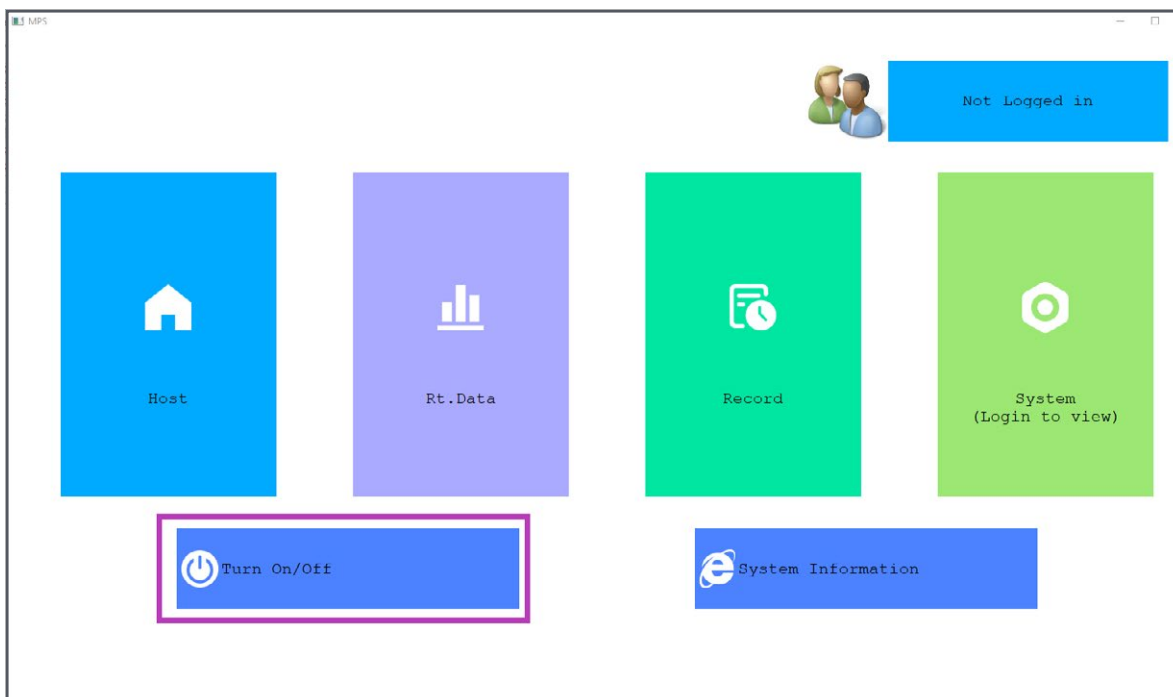 MPS
Not Logged in
Host
Rt.Data
Record
System
(Login to view)
Turn On/Off
System Information